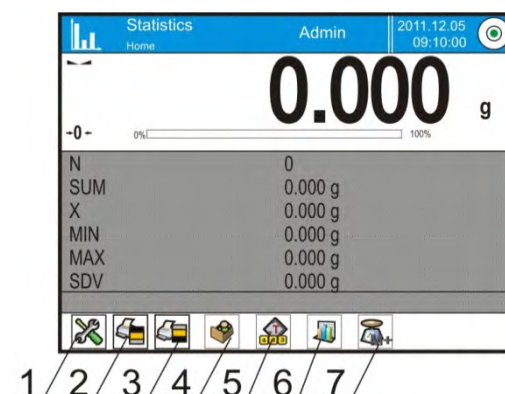 Statistics Admin 2011.12.05
Home 09:10:00
0.000 g
→0← 0% 100%
N 0
SUM 0.000 g
X 0.000 g
MIN 0.000 g
MAX 0.000 g
SDV 0.000 g
T
M+
1 2 3 4 5 6 7